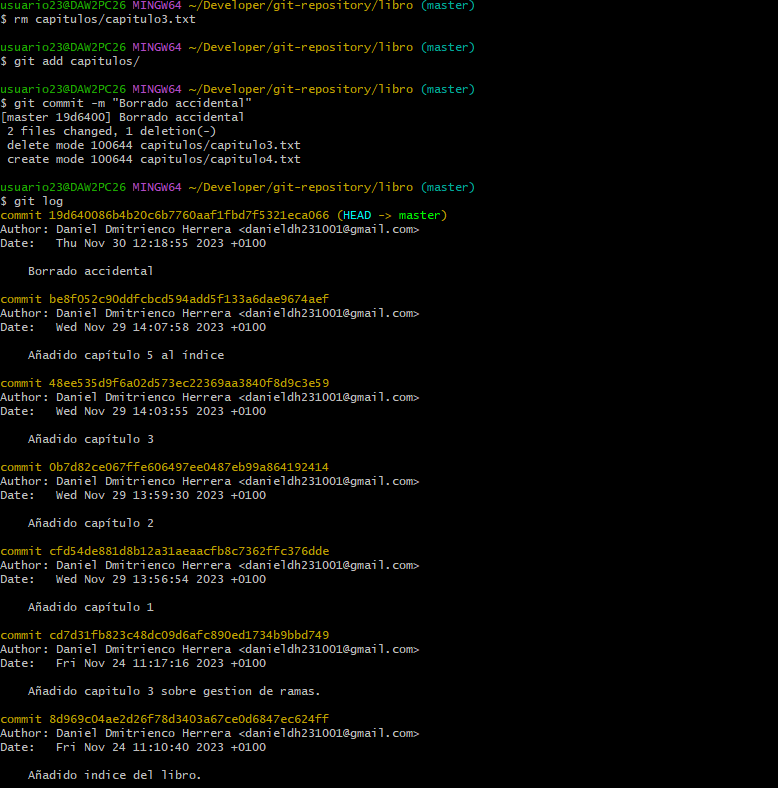 usuario23@DAW2PC26 MINGW64 ~/Developer/git-repository/libro (master)
$ rm capitulos/capitulo3.txt
usuario23@DAW2PC26 MINGW64 ~/Developer/git-repository/libro (master)
$ git add capitulos/
usuario23@DAW2PC26 MINGW64 ~/Developer/git-repository/libro (master)
$ git commit -m "Borrado accidental"
[master 19d6400] Borrado accidental
2 files changed, 1 deletion(-)
delete mode 100644 capitulos/capitulo3.txt
create mode 100644 capitulos/capitulo4.txt
usuario23@DAW2PC26 MINGW64 ~/Developer/git-repository/libro (master)
$ git log
commit 19d640086b4b20c6b7760aaf1fbd7f5321eca066 (HEAD -> master)
Author: Daniel Dmitrienco Herrera <danieldh231001@gmail.com>
Date:   Thu Nov 30 12:18:55 2023 +0100
Borrado accidental
commit be8f052c90ddfcbcd594add5f133a6dae9674aef
Author: Daniel Dmitrienco Herrera <danieldh231001@gmail.com>
Date:   Wed Nov 29 14:07:58 2023 +0100
Añadido capítulo 5 al índice
commit 48ee535d9f6a02d573ec22369aa3840f8d9c3e59
Author: Daniel Dmitrienco Herrera <danieldh231001@gmail.com>
Date:   Wed Nov 29 14:03:55 2023 +0100
Añadido capítulo 3
commit 0b7d82ce067ffe606497ee0487eb99a864192414
Author: Daniel Dmitrienco Herrera <danieldh231001@gmail.com>
Date:   Wed Nov 29 13:59:30 2023 +0100
Añadido capítulo 2
commit cfd54de881d8b12a31aeaacfb8c7362ffc376dde
Author: Daniel Dmitrienco Herrera <danieldh231001@gmail.com>
Date:   Wed Nov 29 13:56:54 2023 +0100
Añadido capítulo 1
commit cd7d31fb823c48dc09d6afc890ed1734b9bbd749
Author: Daniel Dmitrienco Herrera <danieldh231001@gmail.com>
Date:   Fri Nov 24 11:17:16 2023 +0100
Añadido capitulo 3 sobre gestion de ramas.
commit 8d969c04ae2d26f78d3403a67ce0d6847ec624ff
Author: Daniel Dmitrienco Herrera <danieldh231001@gmail.com>
Date:   Fri Nov 24 11:10:40 2023 +0100
Añadido indice del libro.